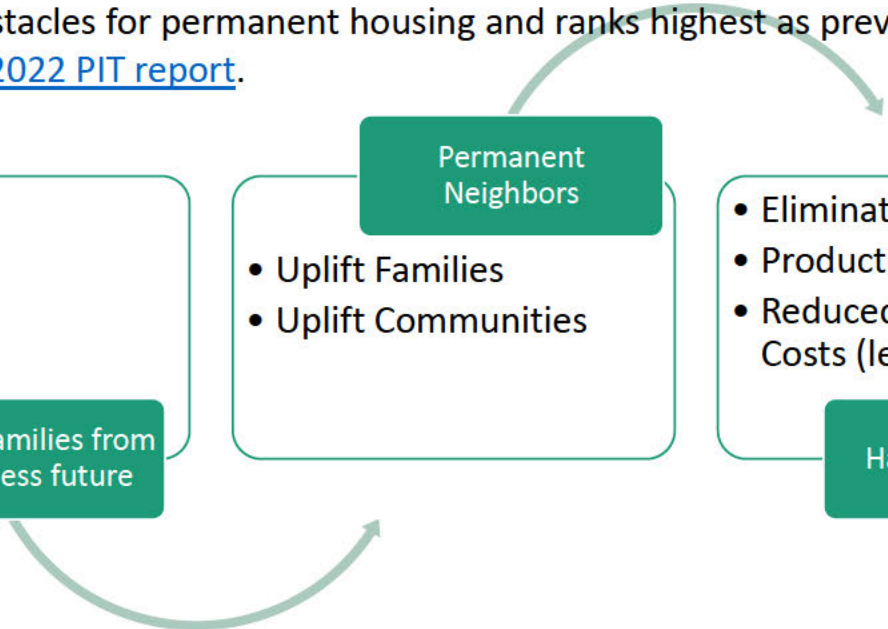 stacles for permanent housing and ranks highest as prev
2022 PIT report.
Permanent
Neighbors
• Uplift Families
• Uplift Communities
amilies from
ess future
• Eliminat
• Product
• Reduced
Costs (le
Ha